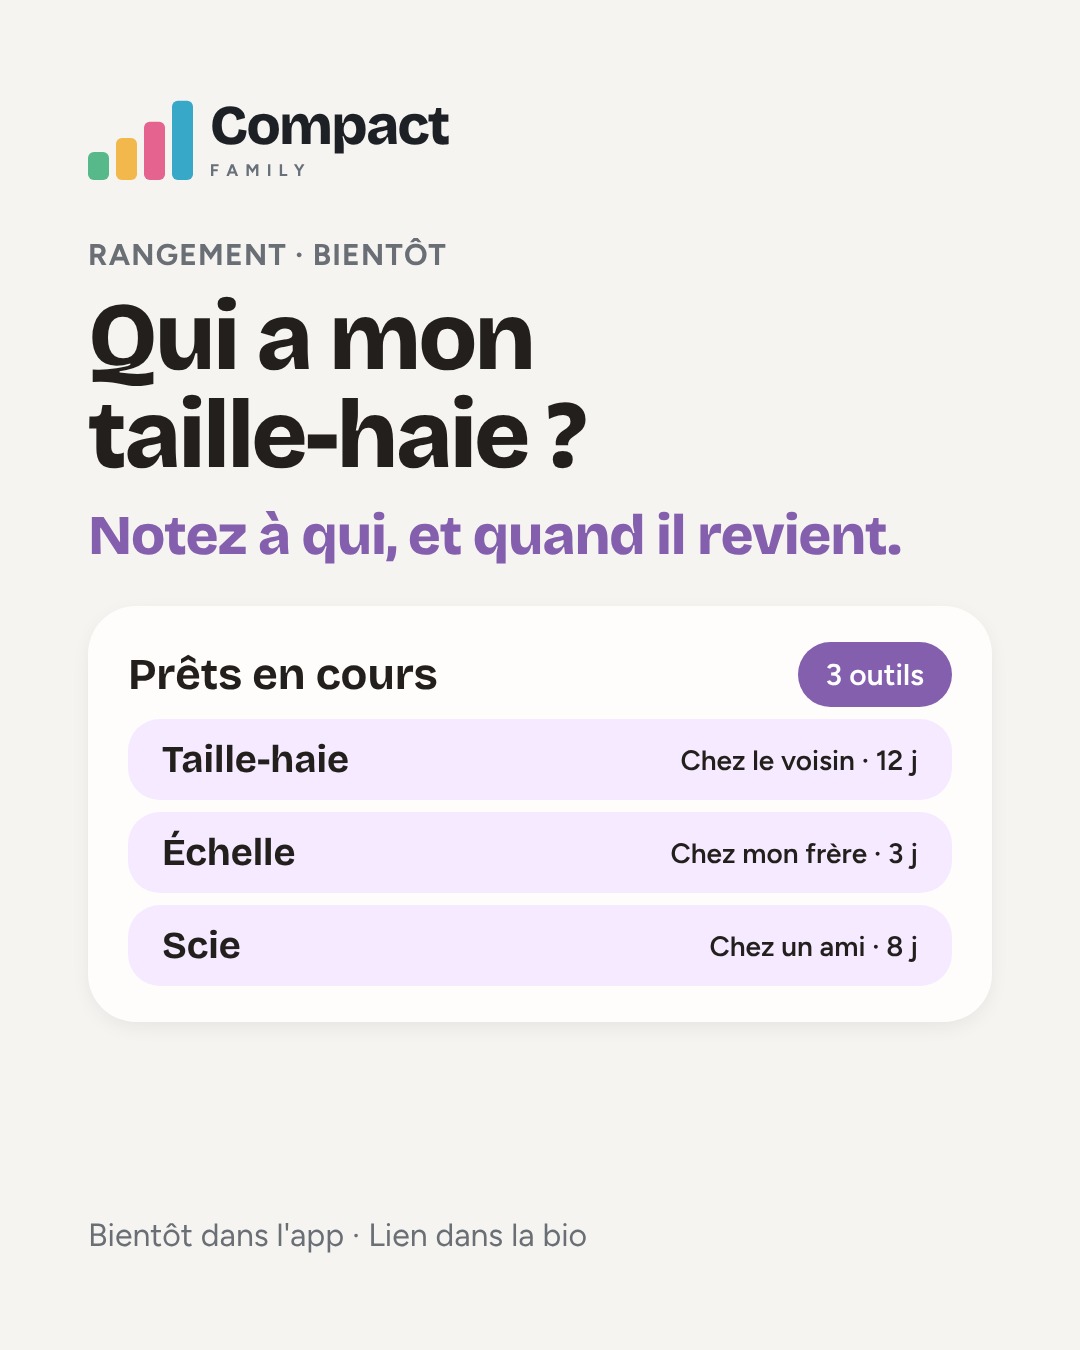 Compact
FAMILY
RANGEMENT · BIENTÔT
Qui a mon
taille-haie ?
Notez à qui, et quand il revient.
Prêts en cours
3 outils
Taille-haie
Chez le voisin · 12 j
Échelle
Chez mon frère · 3 j
Scie
Chez un ami · 8 j
Bientôt dans l'app · Lien dans la bio